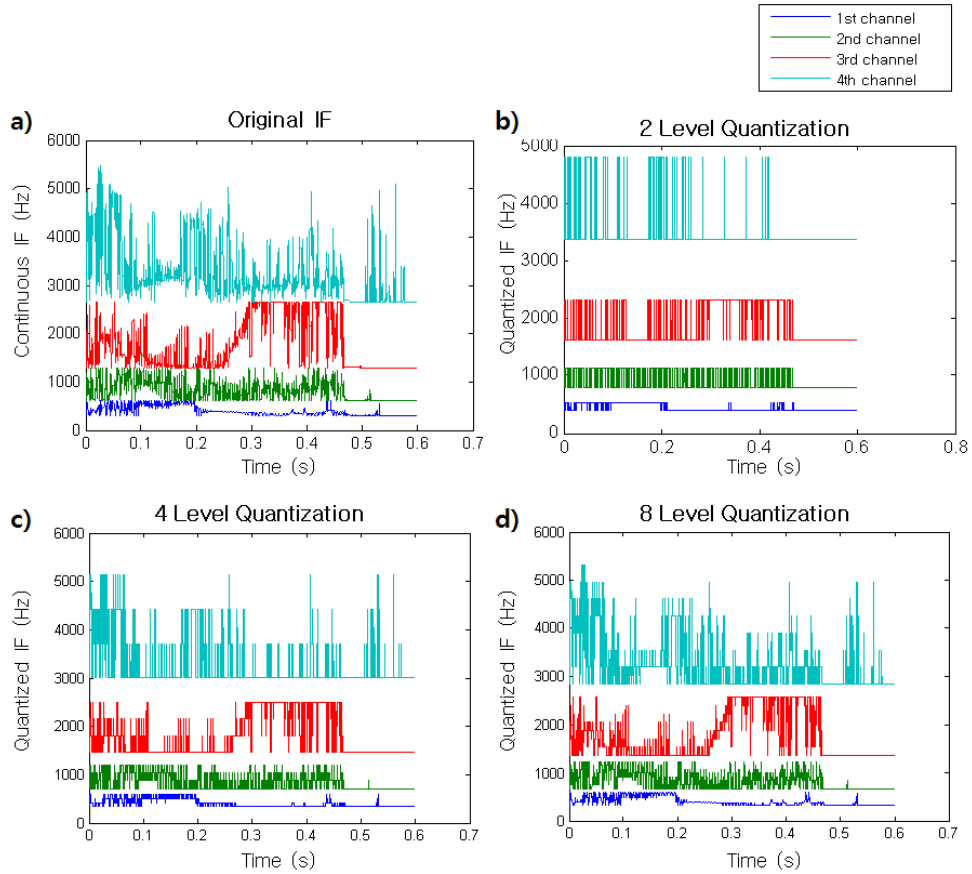 1st channel
2nd channel
3rd channel
4th channel
a)
Original IF
Continuous IF (Hz)
6000
5000
4000
3000
2000
1000
0
0
0.1
0.2
0.3
0.4
0.5
0.6
0.7
Time (s)
b)
2 Level Quantization
Quantized IF (Hz)
5000
4000
3000
2000
1000
0
0
0.2
0.4
0.6
0.8
Time (s)
c)
4 Level Quantization
Quantized IF (Hz)
6000
5000
4000
3000
2000
1000
0
0
0.1
0.2
0.3
0.4
0.5
0.6
0.7
Time (s)
d)
8 Level Quantization
Quantized IF (Hz)
6000
5000
4000
3000
2000
1000
0
0
0.1
0.2
0.3
0.4
0.5
0.6
0.7
Time (s)